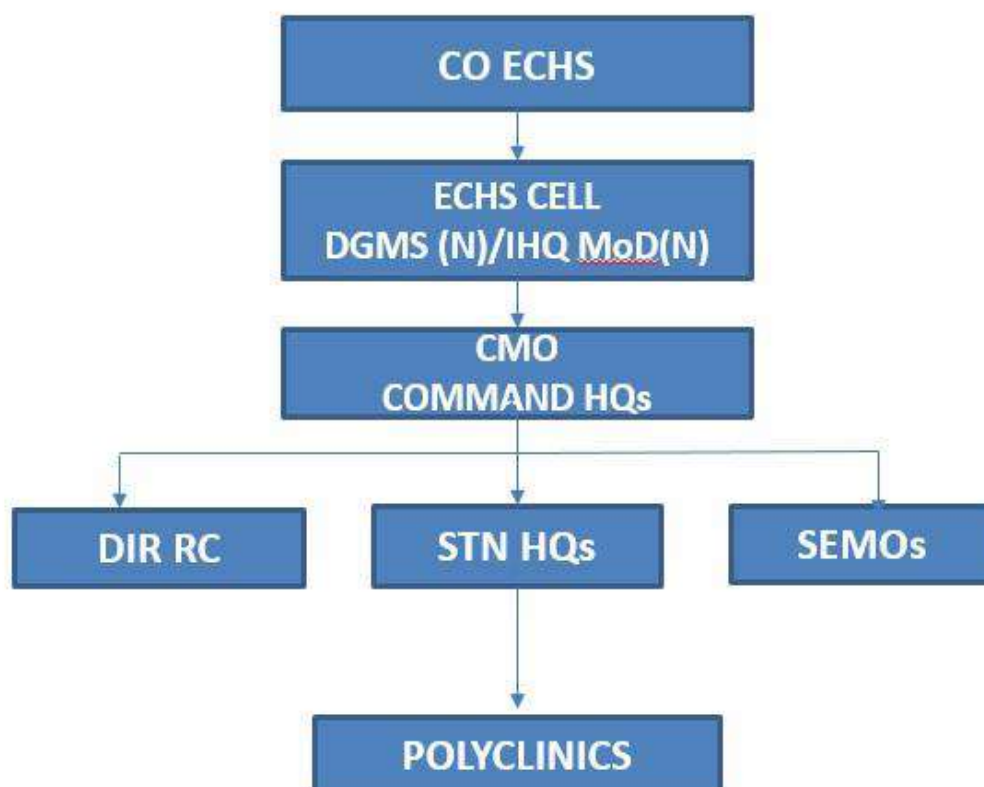 CO ECHS
ECHS CELL
DGMS (N)/IHQ MoD(N)
CMO
COMMAND HQs
DIR RC
STN HQs
SEMOs
POLYCLINICS